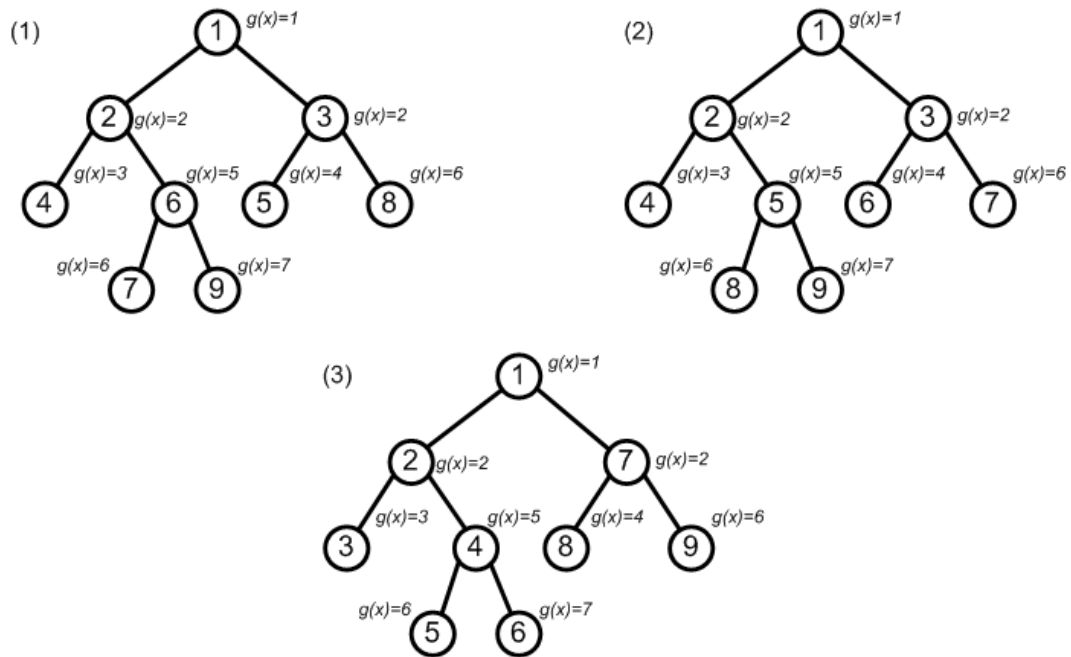 (1)
1 g(x)=1
2 g(x)=2 3 g(x)=2
4 g(x)=3 6 g(x)=5 5 g(x)=4 8 g(x)=6
g(x)=6 7 9 g(x)=7
(2)
1 g(x)=1
2 g(x)=2 3 g(x)=2
4 g(x)=3 5 g(x)=5 6 g(x)=4 7 g(x)=6
g(x)=6 8 9 g(x)=7
(3)
1 g(x)=1
2 g(x)=2 7 g(x)=2
3 g(x)=3 4 g(x)=5 8 g(x)=4 9 g(x)=6
g(x)=6 5 6 g(x)=7